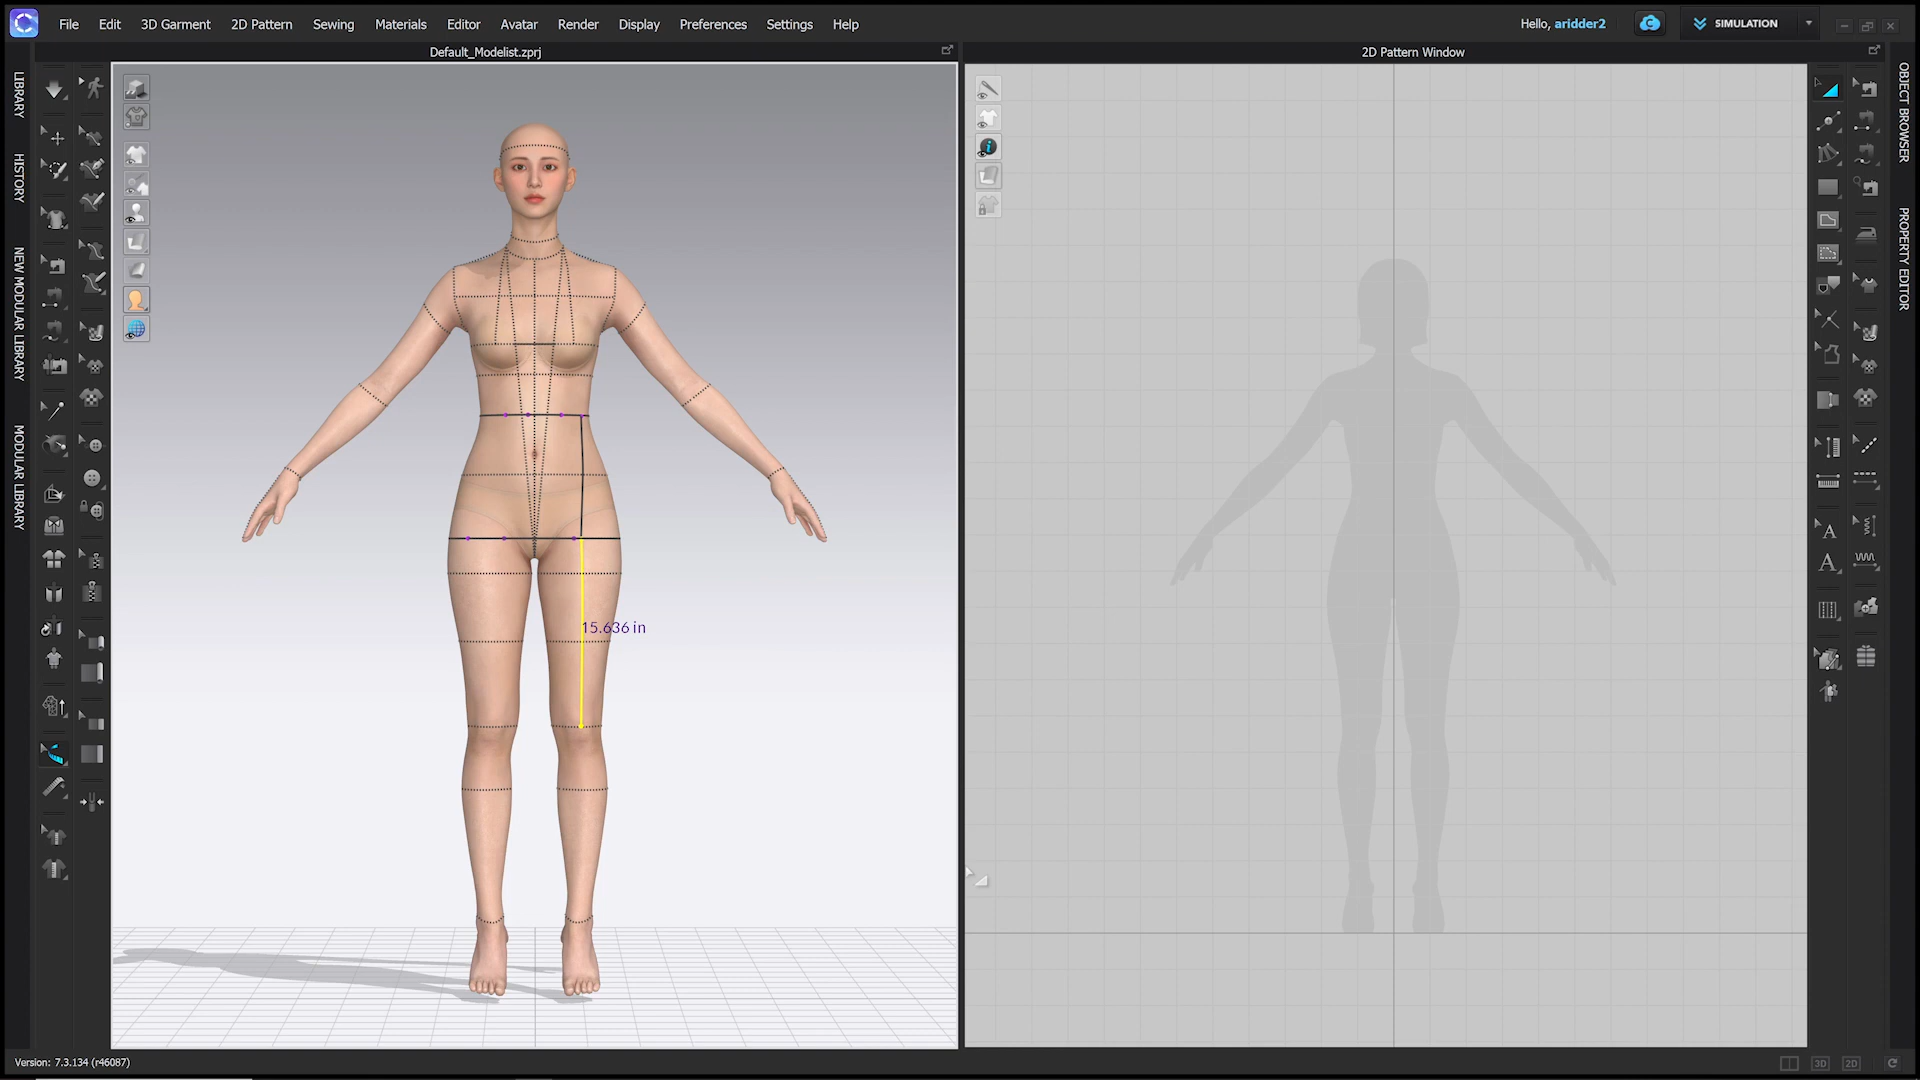 File Edit 3D Garment 2D Pattern Sewing Materials Editor Avatar Render Display Preferences Settings Help
Hello, aridder2
SIMULATION
Default_Modelist.zprj
2D Pattern Window
LIBRARY
HISTORY
NEW MODULAR LIBRARY
MODULAR LIBRARY
15.636 in
OBJECT BROWSER
PROPERTY EDITOR
A
A
Version: 7.3.134 (r46087)
3D
2D